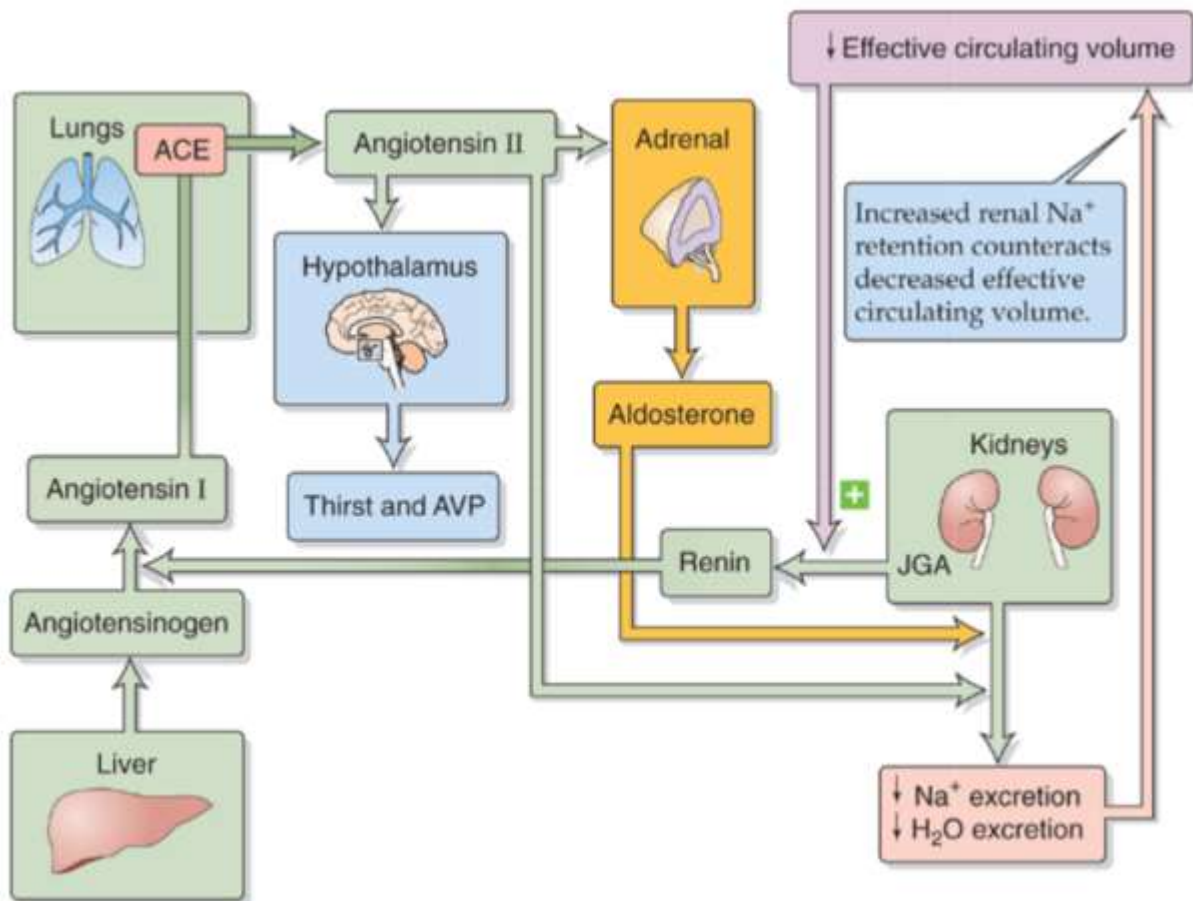 ↓ Effective circulating volume
Lungs
ACE
Angiotensin II
Adrenal
Increased renal Na⁺
retention counteracts
decreased effective
circulating volume.
Hypothalamus
Aldosterone
Kidneys
Angiotensin I
Thirst and AVP
+
Renin
JGA
Angiotensinogen
Liver
↓ Na⁺ excretion
↓ H₂O excretion